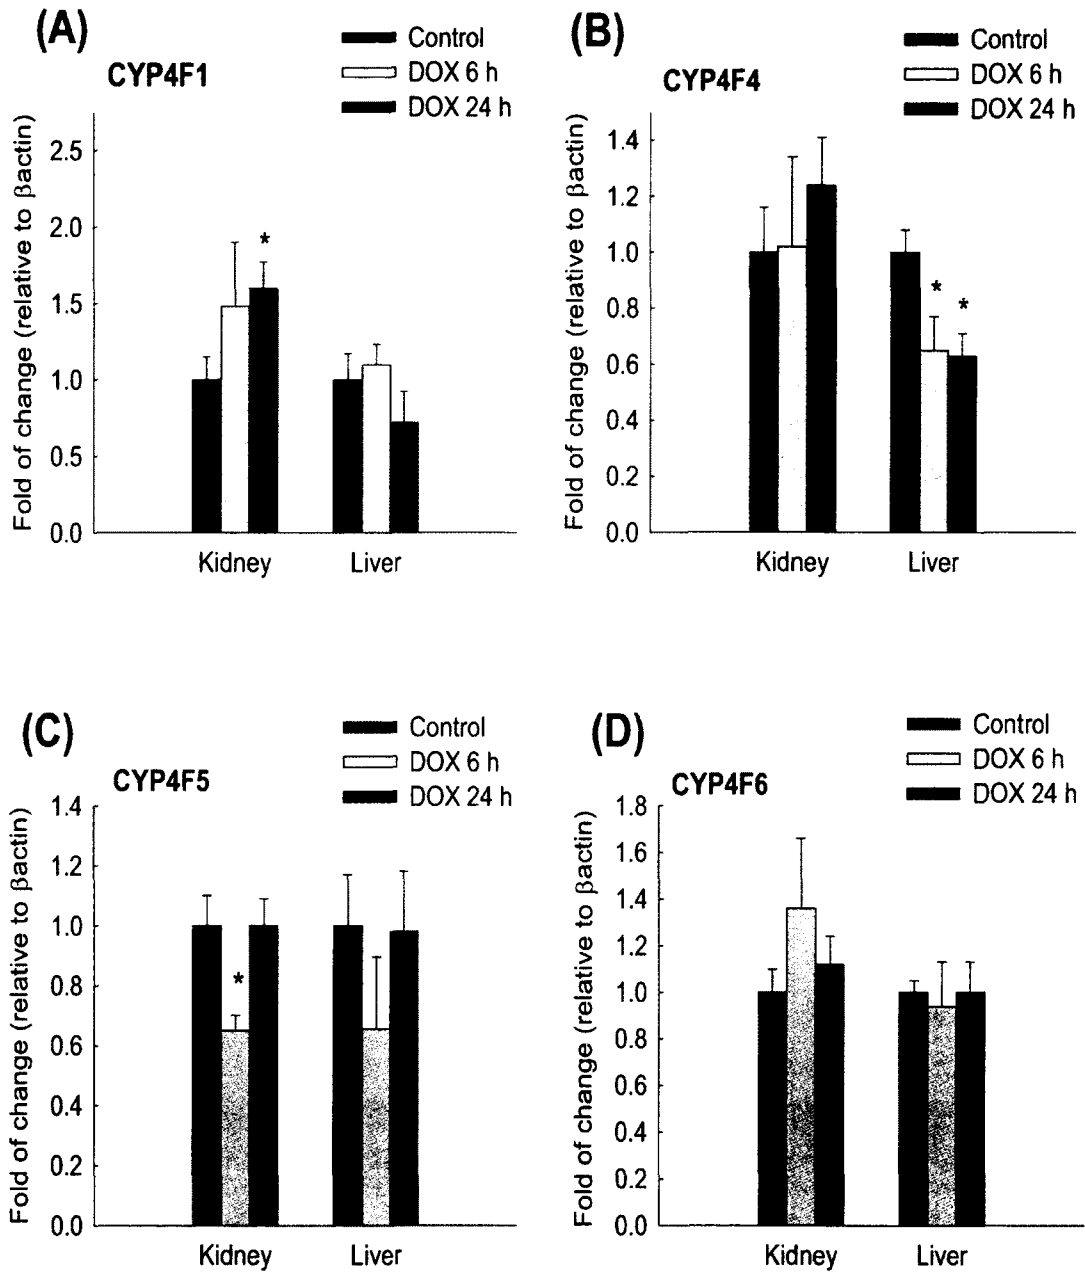 (A)
CYP4F1
Control
DOX 6 h
DOX 24 h
Fold of change (relative to βactin)
2.5
2.0
1.5
1.0
0.5
0.0
*
Kidney
Liver
(B)
CYP4F4
Control
DOX 6 h
DOX 24 h
Fold of change (relative to βactin)
1.4
1.2
1.0
0.8
0.6
0.4
0.2
0.0
*
*
Kidney
Liver
(C)
CYP4F5
Control
DOX 6 h
DOX 24 h
Fold of change (relative to βactin)
1.4
1.2
1.0
0.8
0.6
0.4
0.2
0.0
*
Kidney
Liver
(D)
CYP4F6
Control
DOX 6 h
DOX 24 h
Fold of change (relative to βactin)
1.8
1.6
1.4
1.2
1.0
0.8
0.6
0.4
0.2
0.0
Kidney
Liver